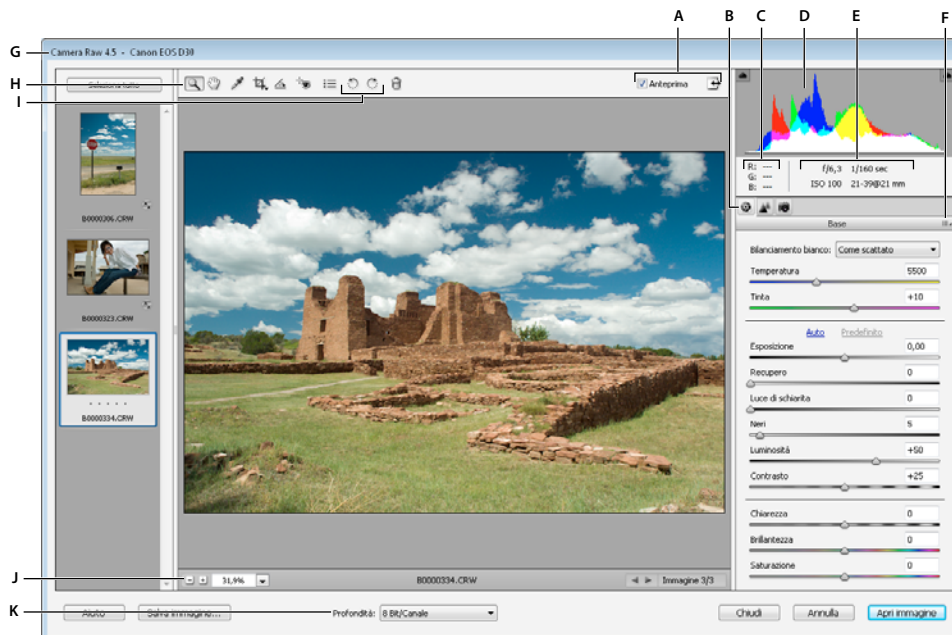 A B C D E F
G Camera Raw 4.5 - Canon EOS D30
H Seleziona tutto
Anteprima
I
R: ---
G: ---
B: ---
f/6,3 1/160 sec
ISO 100 21-39@21 mm
Base
B0000306.CRW
B0000323.CRW
B0000334.CRW
Bilanciamento bianco: Come scattato
Temperatura 5500
Tinta +10
Auto Predefinito
Esposizione 0,00
Recupero 0
Luce di schiarita 0
Neri 5
Luminosità +50
Contrasto +25
Chiarezza 0
Brillantezza 0
Saturazione 0
J 31,9% B0000334.CRW Immagine 3/3
K Aiuto Salva immagine... Profondità: 8 Bit/Canale Chiudi Annulla Apri immagine